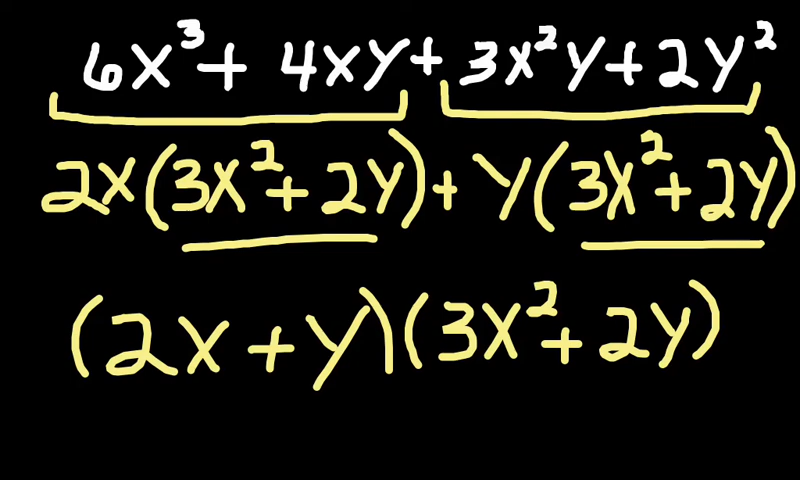 6x³ + 4xy + 3x²y + 2y²
2x(3x² + 2y) + y(3x² + 2y)
(2x + y)(3x² + 2y)